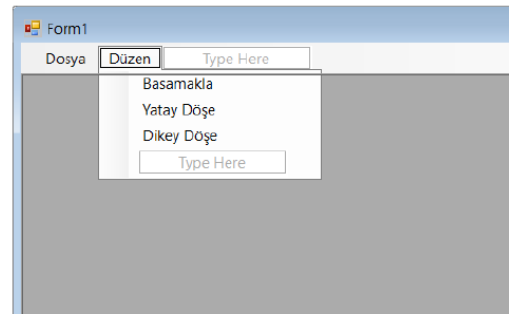 Form1
Dosya Düzen Type Here
Basamakla
Yatay Döşe
Dikey Döşe
Type Here